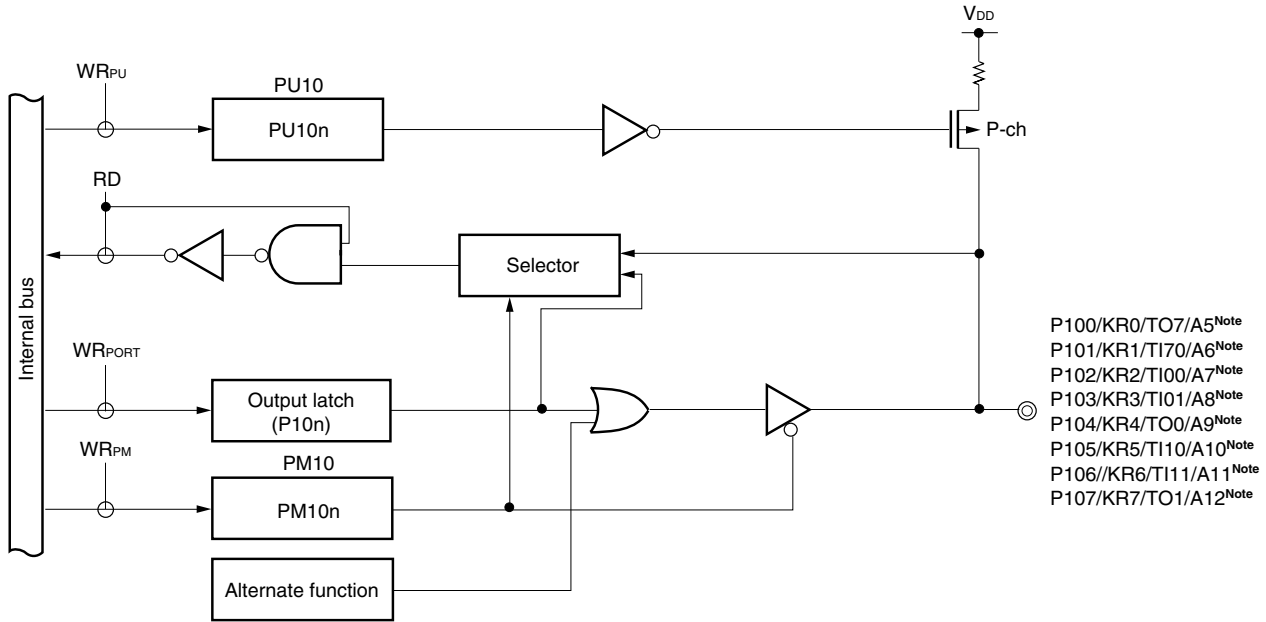 VDD
WRPU
PU10
PU10n
P-ch
RD
Selector
Internal bus
WRPORT
Output latch
(P10n)
WRPM
PM10
PM10n
Alternate function
P100/KR0/TO7/A5Note
P101/KR1/TI70/A6Note
P102/KR2/TI00/A7Note
P103/KR3/TI01/A8Note
P104/KR4/TO0/A9Note
P105/KR5/TI10/A10Note
P106//KR6/TI11/A11Note
P107/KR7/TO1/A12Note